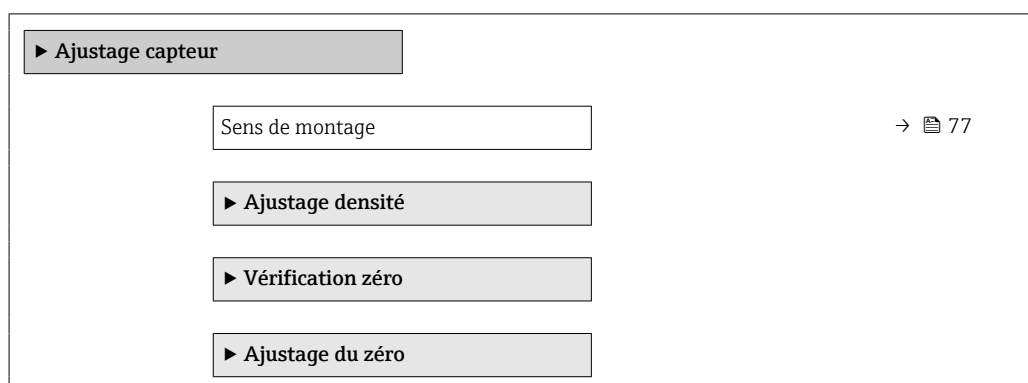 ▶ Ajustage capteur
Sens de montage → 77
▶ Ajustage densité
▶ Vérification zéro
▶ Ajustage du zéro